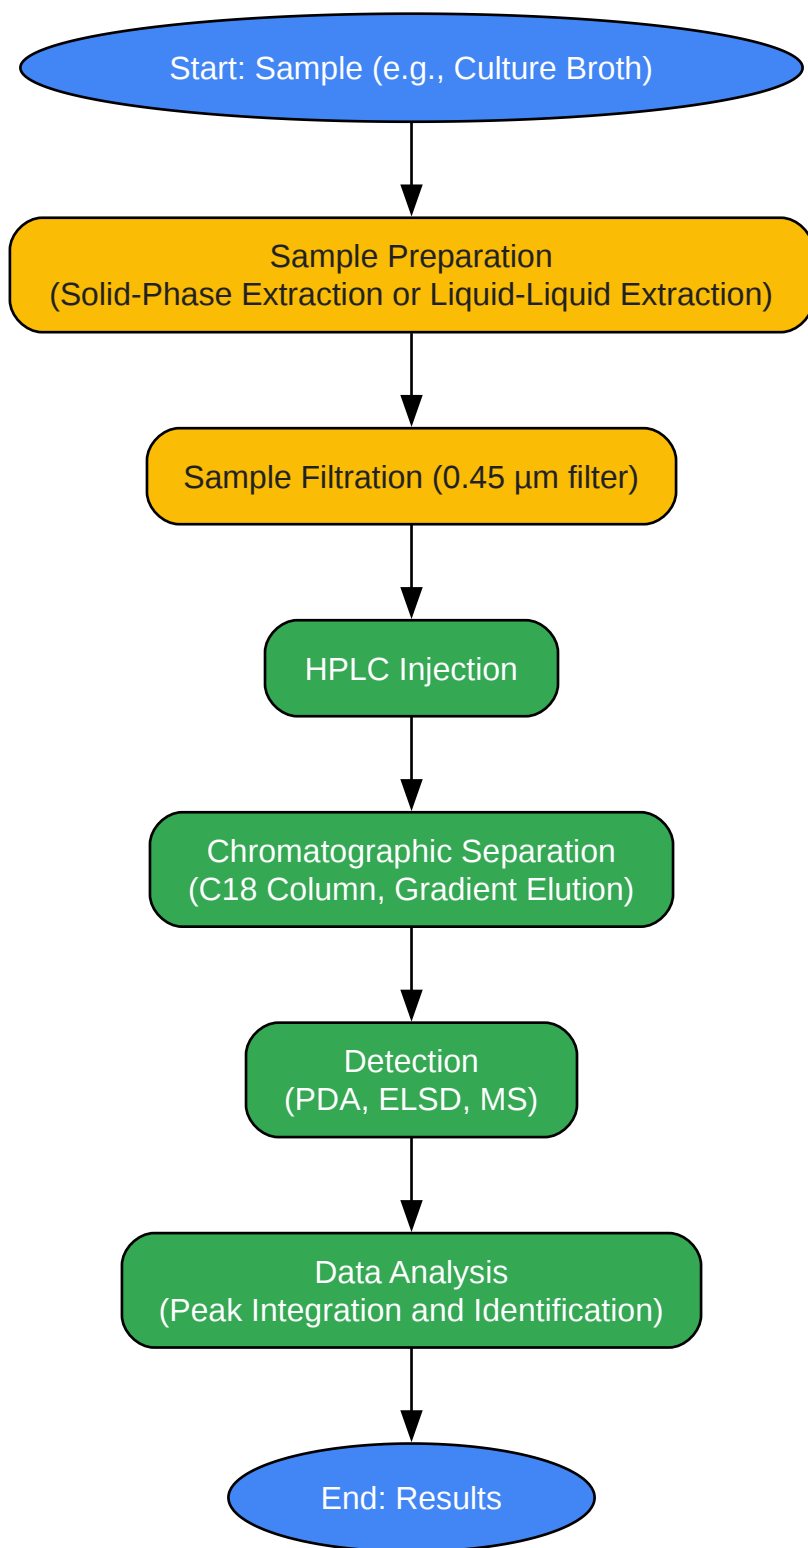 Start: Sample (e.g., Culture Broth)
Sample Preparation
(Solid-Phase Extraction or Liquid-Liquid Extraction)
Sample Filtration (0.45 µm filter)
HPLC Injection
Chromatographic Separation
(C18 Column, Gradient Elution)
Detection
(PDA, ELSD, MS)
Data Analysis
(Peak Integration and Identification)
End: Results